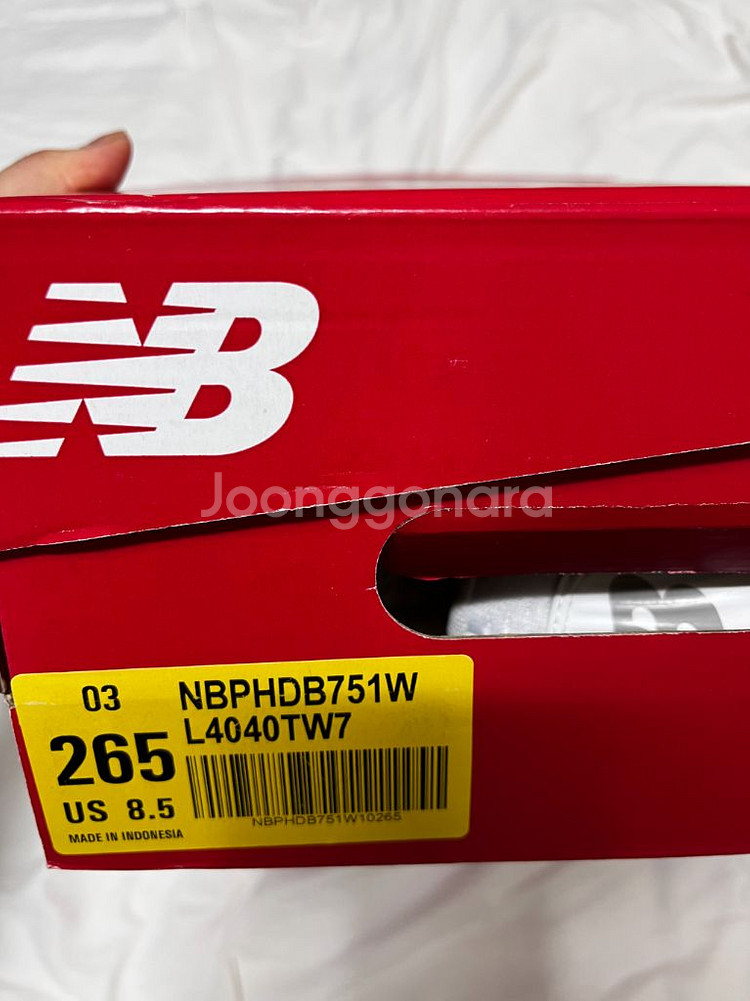 NB
Joonggonara
03 NBPHDB751W
L4040TW7
265
US 8.5
NBPHDB751W10265
MADE IN INDONESIA